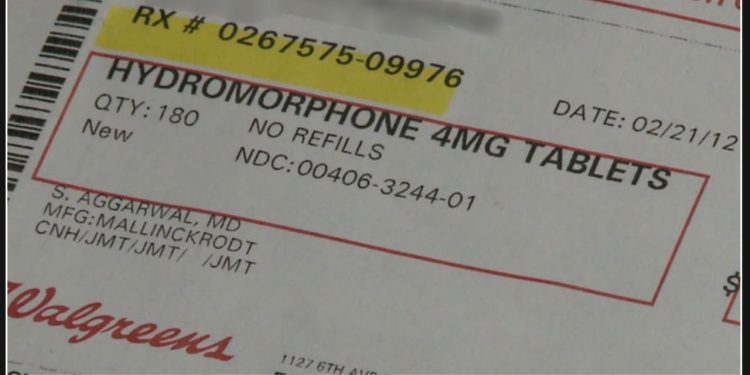 RX # 0267575-09976
HYDROMORPHONE 4MG TABLETS
DATE: 02/21/12
QTY: 180 NO REFILLS
New NDC:00406-3244-01
S. AGGARWAL, MD
MFG:MALLINCKRODT
CNH/JMT/JMT/ /JMT
$
Walgreens
1127 6TH AVE